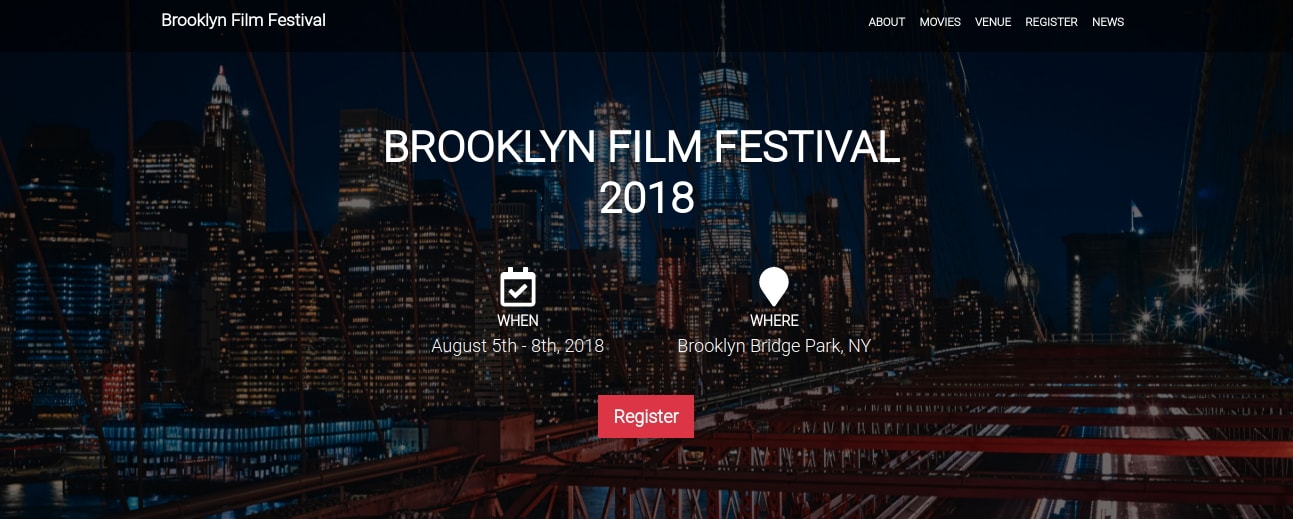 Brooklyn Film Festival
ABOUT MOVIES VENUE REGISTER NEWS
BROOKLYN FILM FESTIVAL
2018
WHEN
August 5th - 8th, 2018
WHERE
Brooklyn Bridge Park, NY
Register